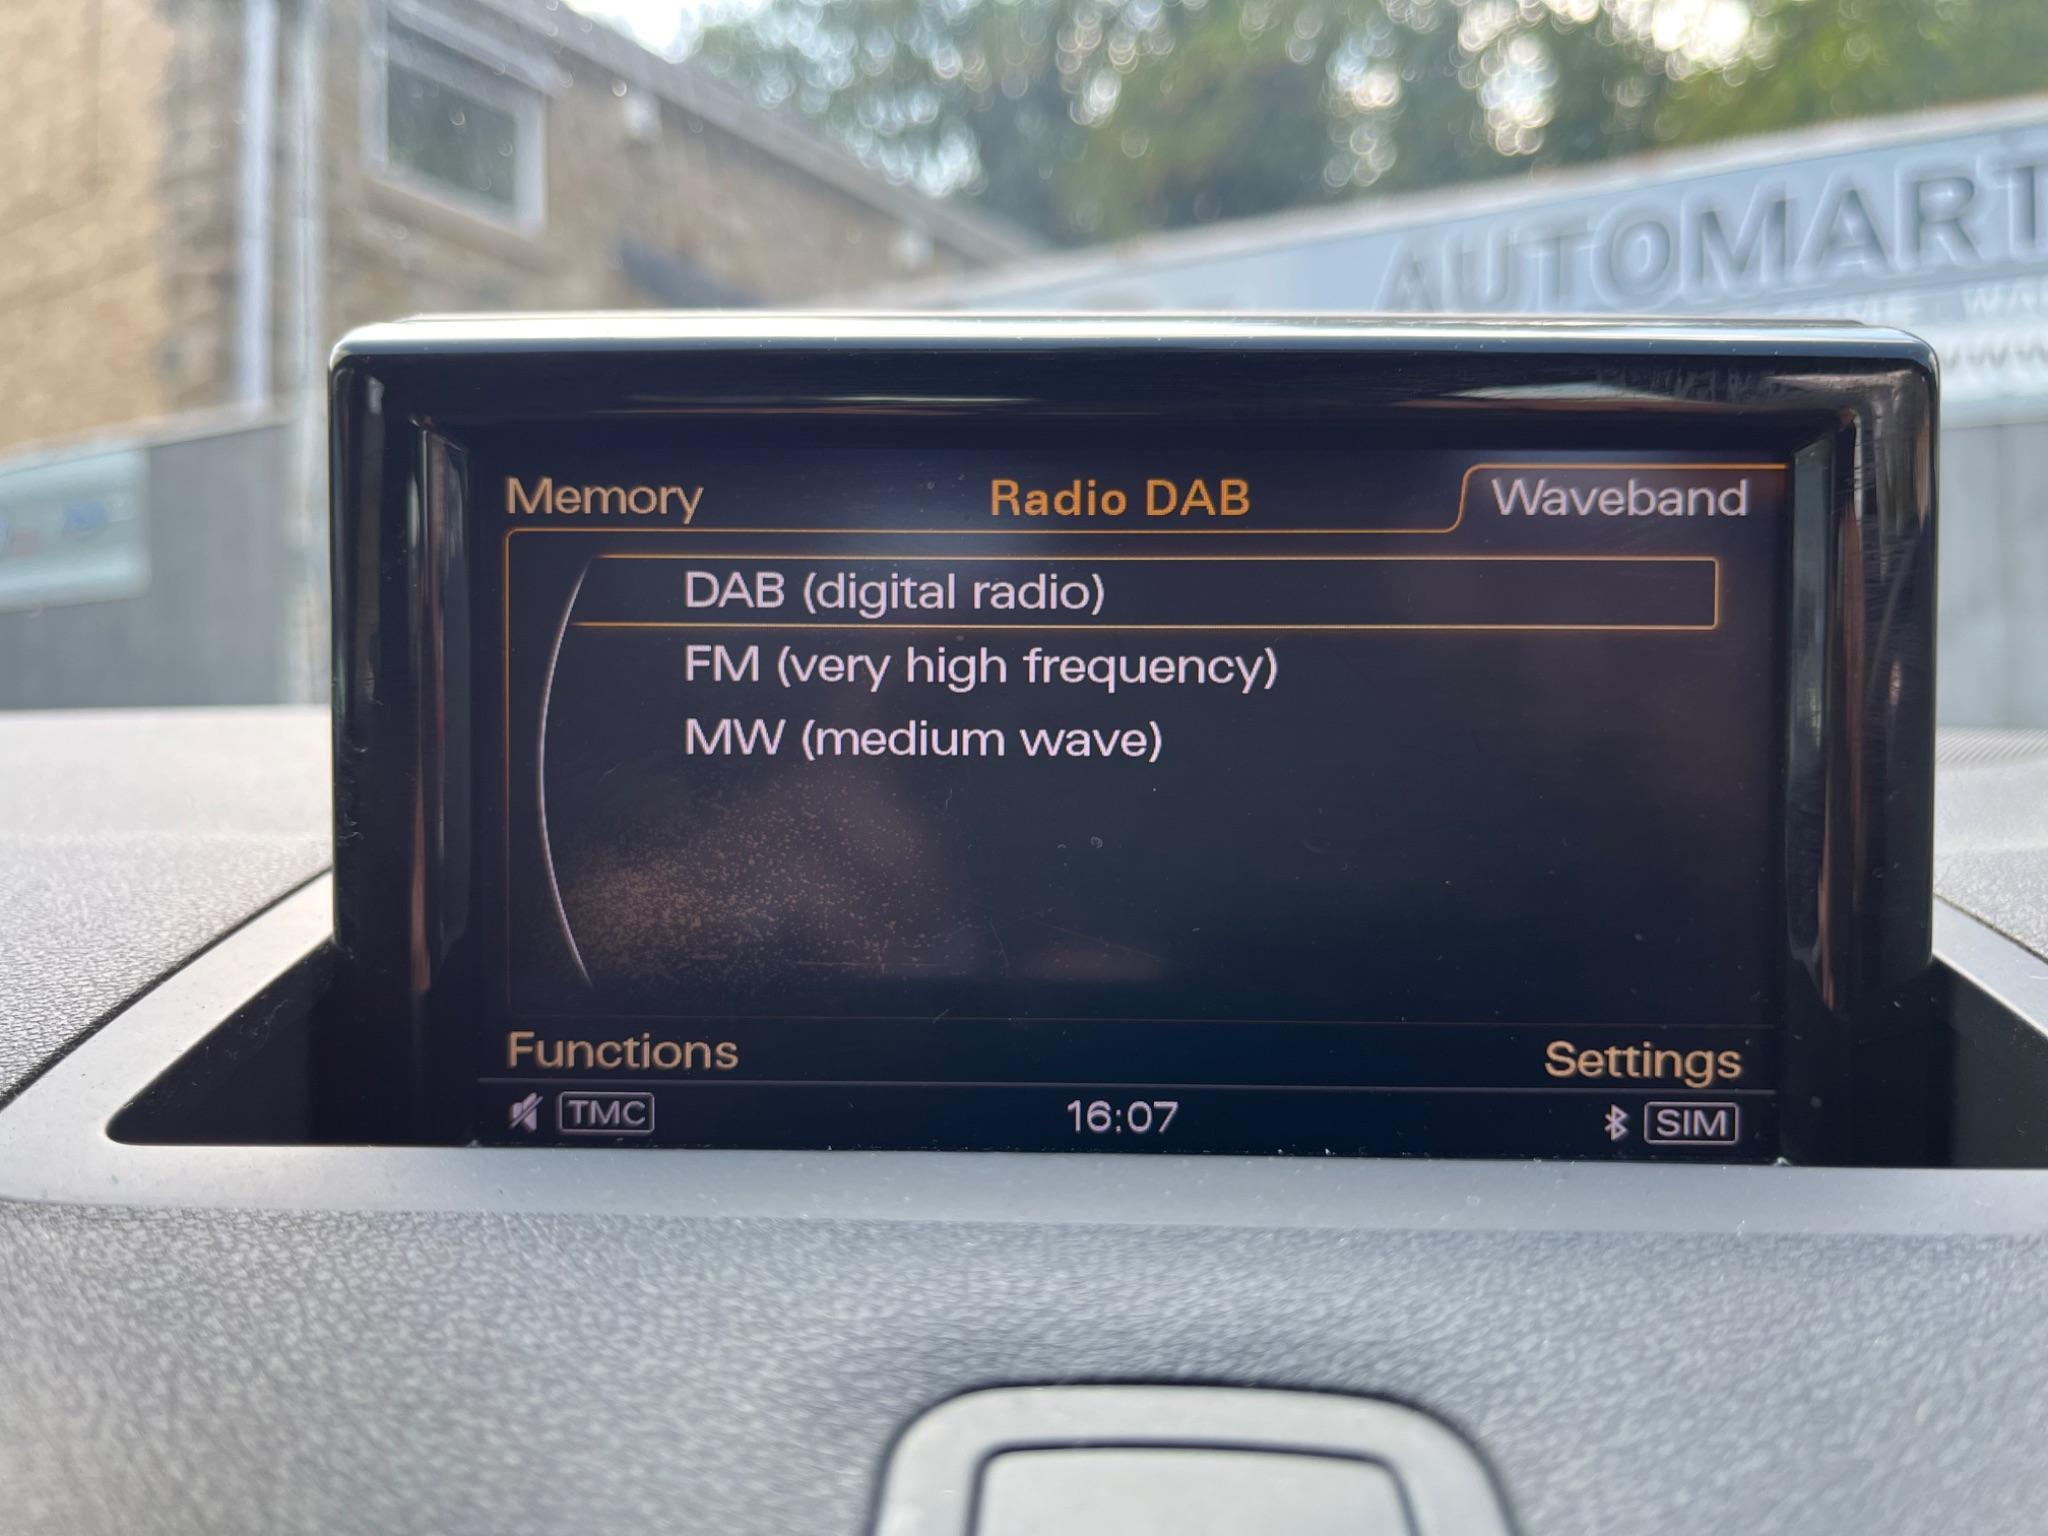 AUTOMART
Memory
Radio DAB
Waveband
DAB (digital radio)
FM (very high frequency)
MW (medium wave)
Functions
Settings
TMC
16:07
SIM